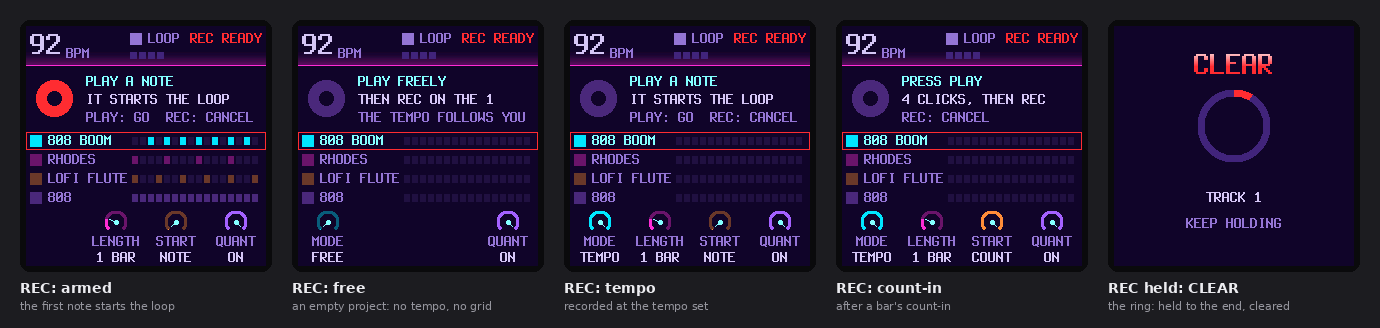 92 BPM LOOP REC READY
PLAY A NOTE
IT STARTS THE LOOP
PLAY: GO REC: CANCEL
808 BOOM
RHODES
LOFI FLUTE
808
LENGTH START QUANT
1 BAR NOTE ON
REC: armed
the first note starts the loop
92 BPM LOOP REC READY
PLAY FREELY
THEN REC ON THE 1
THE TEMPO FOLLOWS YOU
808 BOOM
RHODES
LOFI FLUTE
808
MODE QUANT
FREE ON
REC: free
an empty project: no tempo, no grid
92 BPM LOOP REC READY
PLAY A NOTE
IT STARTS THE LOOP
PLAY: GO REC: CANCEL
808 BOOM
RHODES
LOFI FLUTE
808
MODE LENGTH START QUANT
TEMPO 1 BAR NOTE ON
REC: tempo
recorded at the tempo set
92 BPM LOOP REC READY
PRESS PLAY
4 CLICKS, THEN REC
REC: CANCEL
808 BOOM
RHODES
LOFI FLUTE
808
MODE LENGTH START QUANT
TEMPO 1 BAR COUNT ON
REC: count-in
after a bar's count-in
CLEAR
TRACK 1
KEEP HOLDING
REC held: CLEAR
the ring: held to the end, cleared